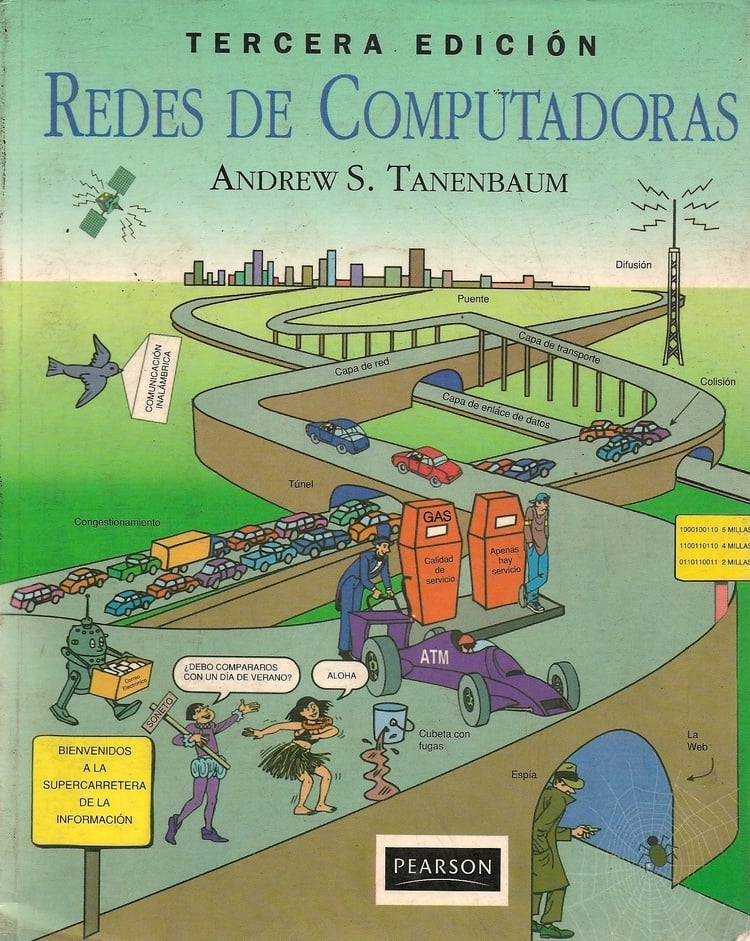 TERCERA EDICIÓN
REDES DE COMPUTADORAS
ANDREW S. TANENBAUM
Difusión
Puente
COMUNICACIÓN
INALÁMBRICA
Capa de red
Capa de transporte
Colisión
Capa de enlace de datos
Túnel
Congestionamiento
GAS
Calidad
de
servicio
Apenas
hay
servicio
1000100110 5 MILLAS
1100110110 4 MILLAS
0110110011 2 MILLAS
ATM
Correo
Electrónico
¿DEBO COMPARAROS
CON UN DÍA DE VERANO?
ALOHA
SONETO
Cubeta con
fugas
La
Web
Espía
BIENVENIDOS
A LA
SUPERCARRETERA
DE LA
INFORMACIÓN
PEARSON